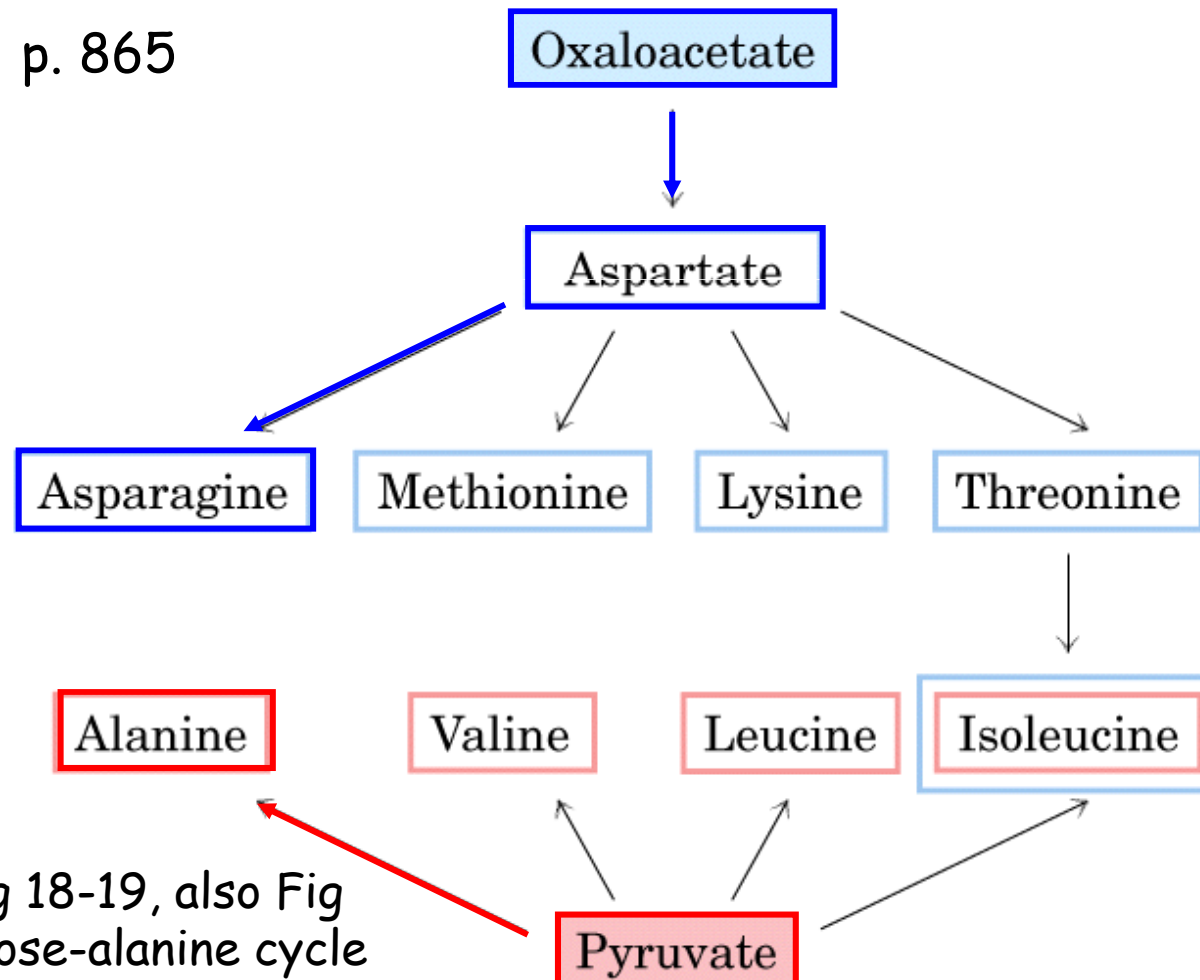 p. 865
Oxaloacetate
Aspartate
Asparagine Methionine Lysine Threonine
Alanine Valine Leucine Isoleucine
18-19, also Fig
Pyruvate
-alanine cycle